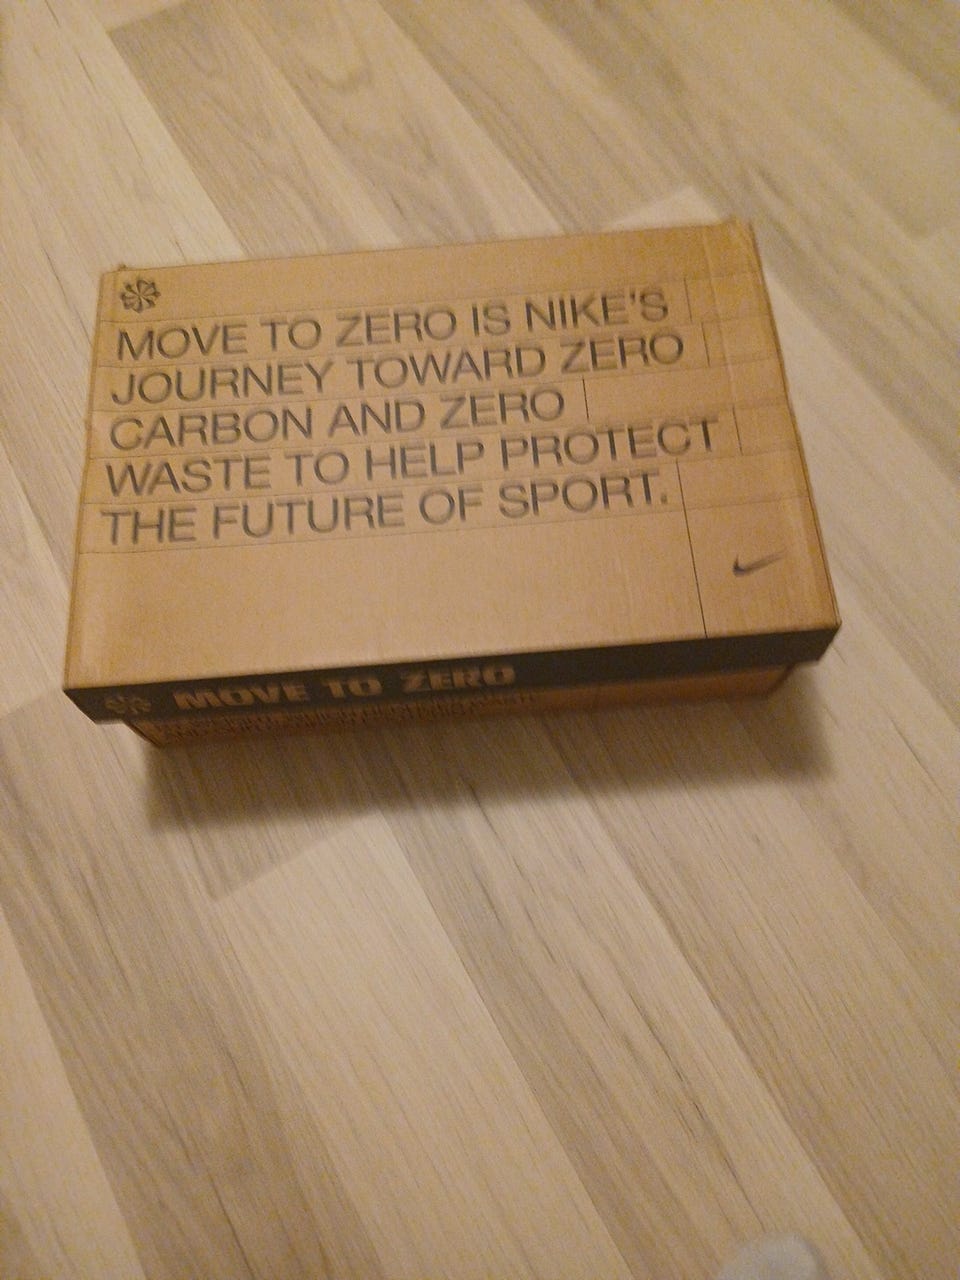 MOVE TO ZERO IS NIKE'S
JOURNEY TOWARD ZERO
CARBON AND ZERO
WASTE TO HELP PROTECT
THE FUTURE OF SPORT.
MOVE TO ZERO